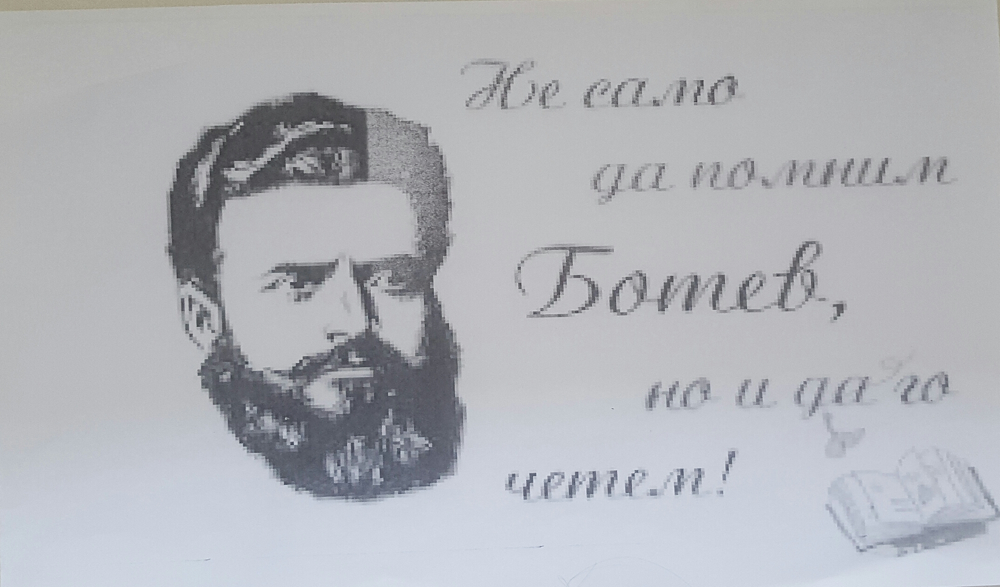 Не само
да помним
Ботев,
но и да го
четем!